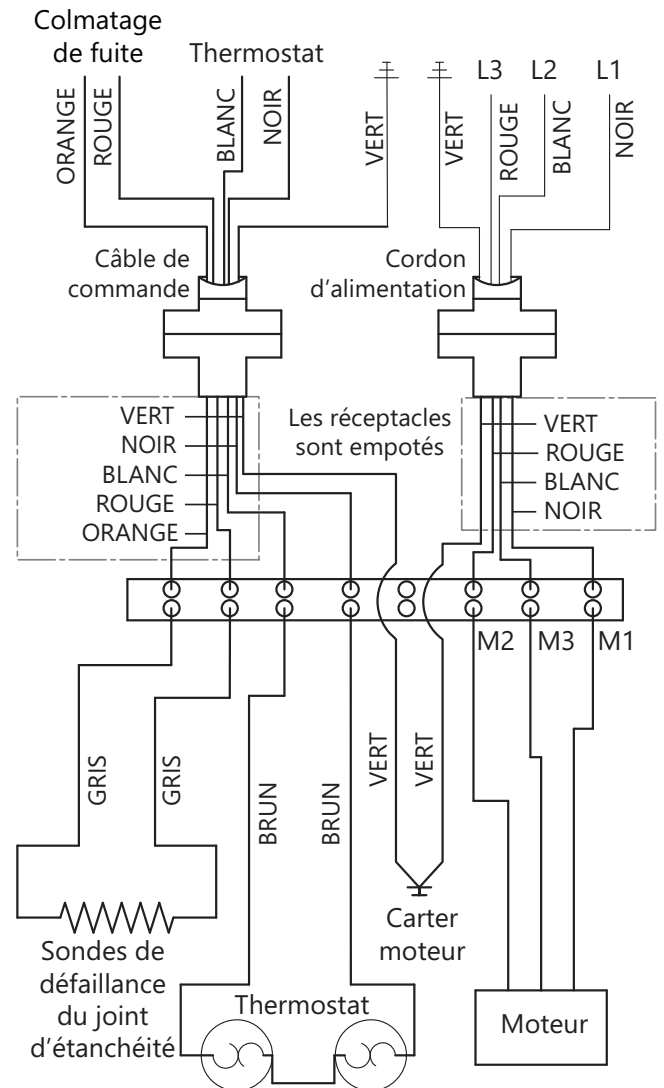 Colmatage
de fuite
Thermostat
L3
L2
L1
ORANGE
ROUGE
BLANC
NOIR
VERT
VERT
ROUGE
BLANC
NOIR
Câble de
commande
Cordon
d'alimentation
VERT
NOIR
BLANC
ROUGE
ORANGE
Les réceptacles
sont empotés
VERT
ROUGE
BLANC
NOIR
M2
M3
M1
GRIS
GRIS
BRUN
BRUN
VERT
VERT
Carter
moteur
Sondes de
défaillance
du joint
d'étanchéité
Thermostat
Moteur